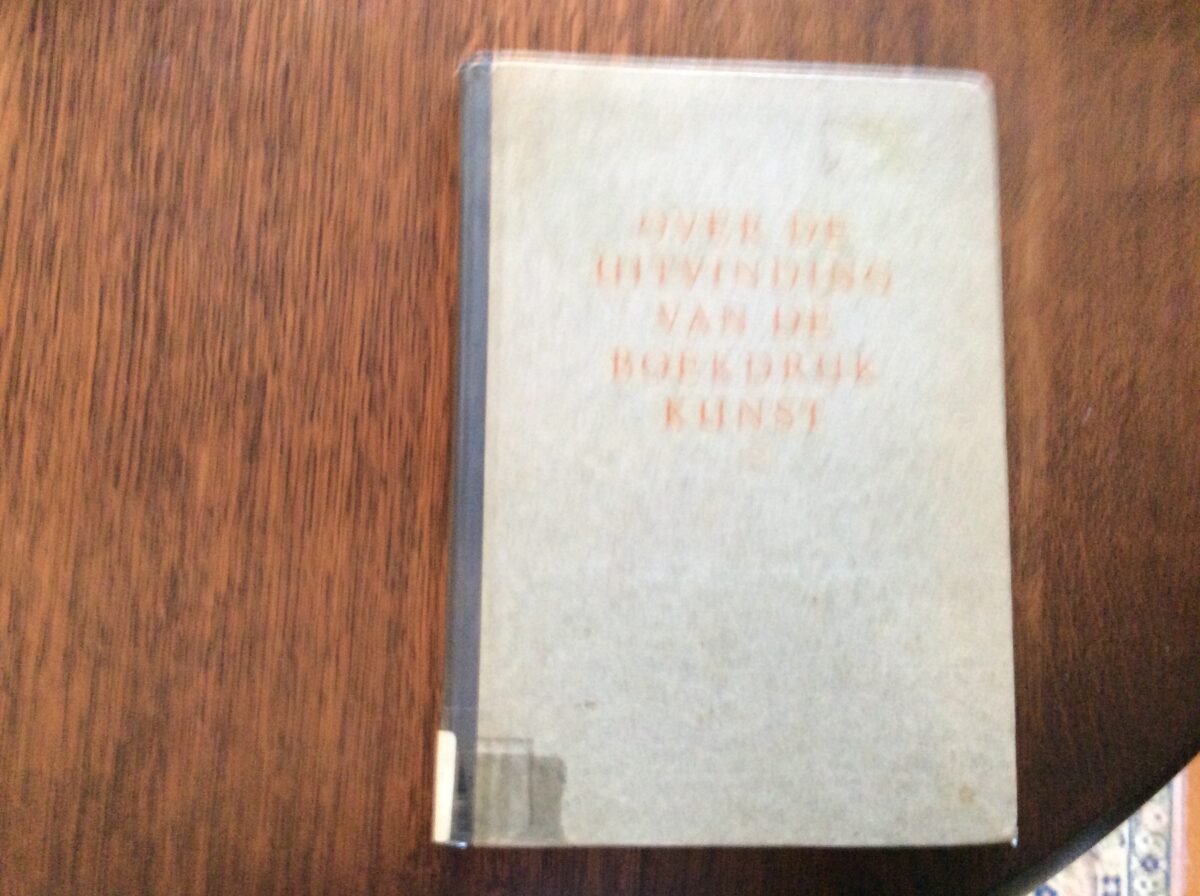 OVER DE
UITVINDING
VAN DE
BOEKDRUK
KUNST